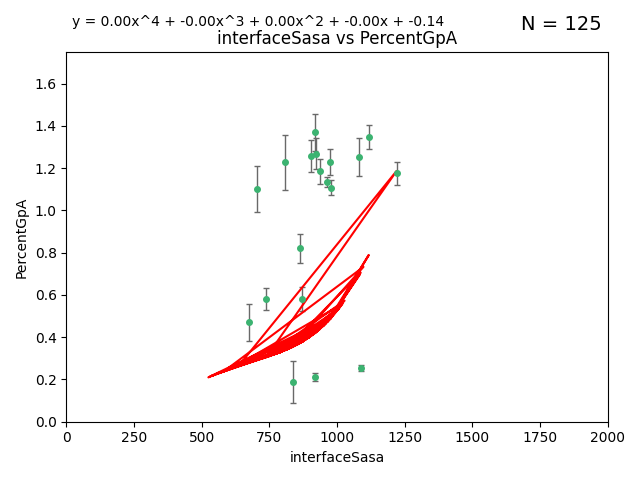 y = 0.00x^4 + -0.00x^3 + 0.00x^2 + -0.00x + -0.14
N = 125
interfaceSasa vs PercentGpA
1.6
1.4
1.2
1.0
0.8
0.6
0.4
0.2
0.0
PercentGpA
0 250 500 750 1000 1250 1500 1750 2000
interfaceSasa